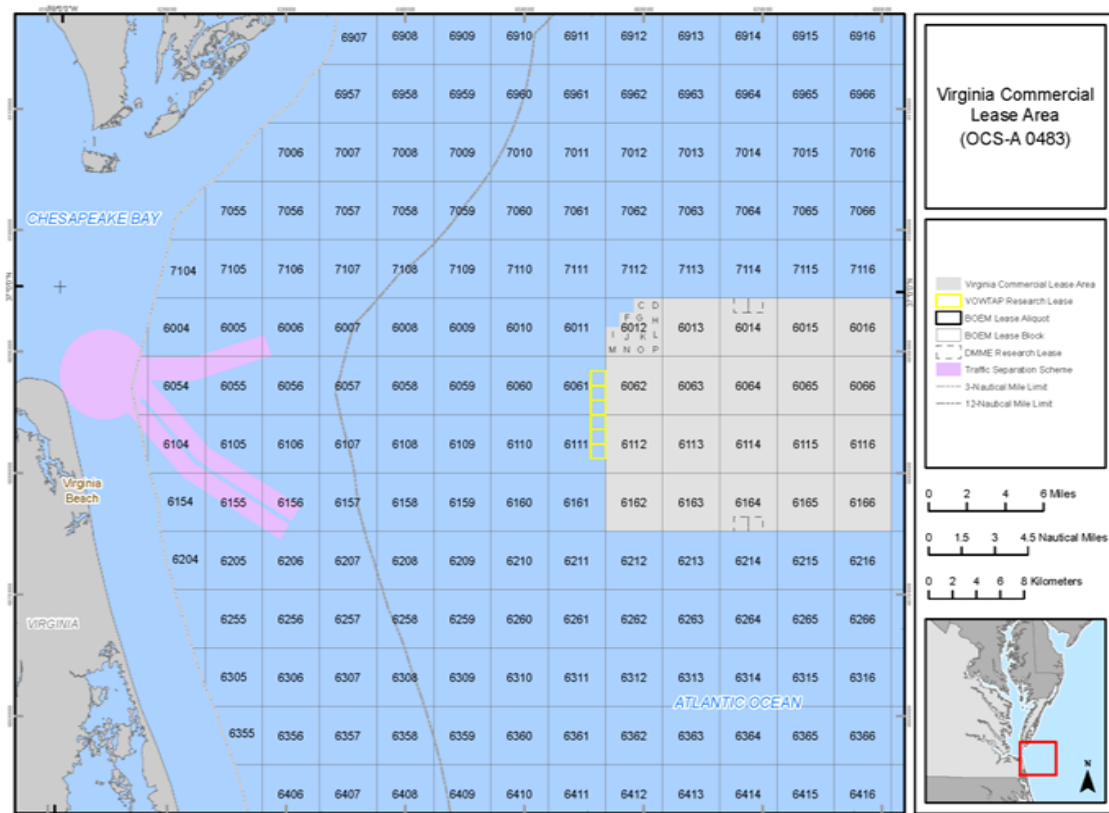 6907 6908 6909 6910 6911 6912 6913 6914 6915 6916
6957 6958 6959 6960 6961 6962 6963 6964 6965 6966
7006 7007 7008 7009 7010 7011 7012 7013 7014 7015 7016
CHESAPEAKE BAY
7055 7056 7057 7058 7059 7060 7061 7062 7063 7064 7065 7066
7104 7105 7106 7107 7108 7109 7110 7111 7112 7113 7114 7115 7116
C D
F G H
6004 6005 6006 6007 6008 6009 6010 6011 6012 6013 6014 6015 6016
I J K L
M N O P
6054 6055 6056 6057 6058 6059 6060 6061 6062 6063 6064 6065 6066
6104 6105 6106 6107 6108 6109 6110 6111 6112 6113 6114 6115 6116
Virginia
Beach
6154 6155 6156 6157 6158 6159 6160 6161 6162 6163 6164 6165 6166
6204 6205 6206 6207 6208 6209 6210 6211 6212 6213 6214 6215 6216
VIRGINIA
6255 6256 6257 6258 6259 6260 6261 6262 6263 6264 6265 6266
6305 6306 6307 6308 6309 6310 6311 6312 6313 6314 6315 6316
ATLANTIC OCEAN
6355 6356 6357 6358 6359 6360 6361 6362 6363 6364 6365 6366
6406 6407 6408 6409 6410 6411 6412 6413 6414 6415 6416
Virginia Commercial
Lease Area
(OCS-A 0483)
Virginia Commercial Lease Area
VOWTAP Research Lease
BOEM Lease Aliquot
BOEM Lease Block
DMME Research Lease
Traffic Separation Scheme
3-Nautical Mile Limit
12-Nautical Mile Limit
0 2 4 6 Miles
0 1.5 3 4.5 Nautical Miles
0 2 4 6 8 Kilometers
N